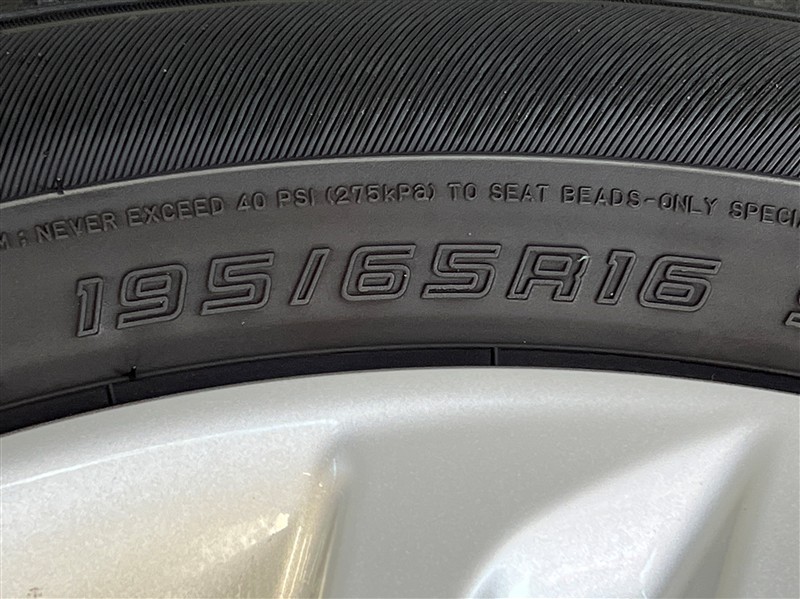 ; NEVER EXCEED 40 PSI (275kPa) TO SEAT BEADS-ONLY
195/65R16